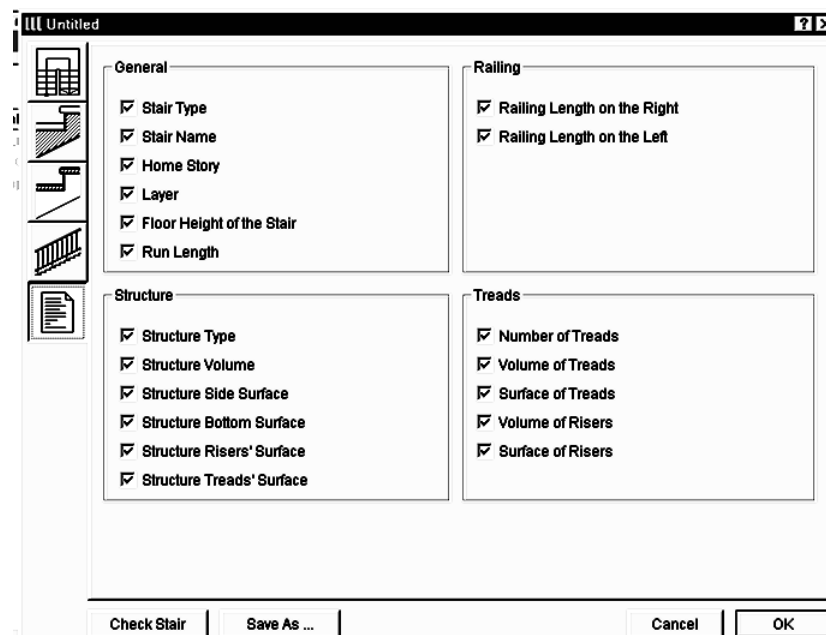 Untitled
General
Stair Type
Stair Name
Home Story
Layer
Floor Height of the Stair
Run Length
Railing
Railing Length on the Right
Railing Length on the Left
Structure
Structure Type
Structure Volume
Structure Side Surface
Structure Bottom Surface
Structure Risers' Surface
Structure Treads' Surface
Treads
Number of Treads
Volume of Treads
Surface of Treads
Volume of Risers
Surface of Risers
Check Stair
Save As ...
Cancel
OK